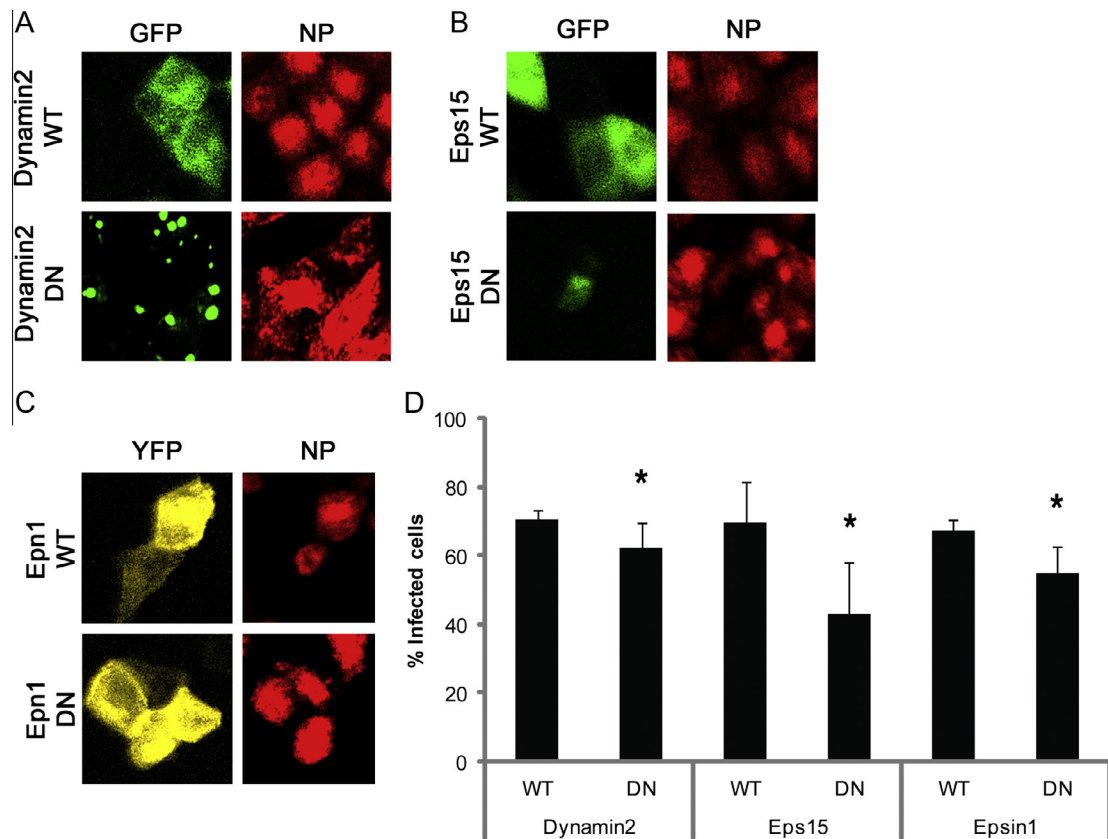 A
GFP
NP
Dynamin2
WT
Dynamin2
DN
B
GFP
NP
Eps15
WT
Eps15
DN
C
YFP
NP
Epn1
WT
Epn1
DN
D
% Infected cells
100
80
60
40
20
0
*
*
*
WT
DN
WT
DN
WT
DN
Dynamin2
Eps15
Epsin1